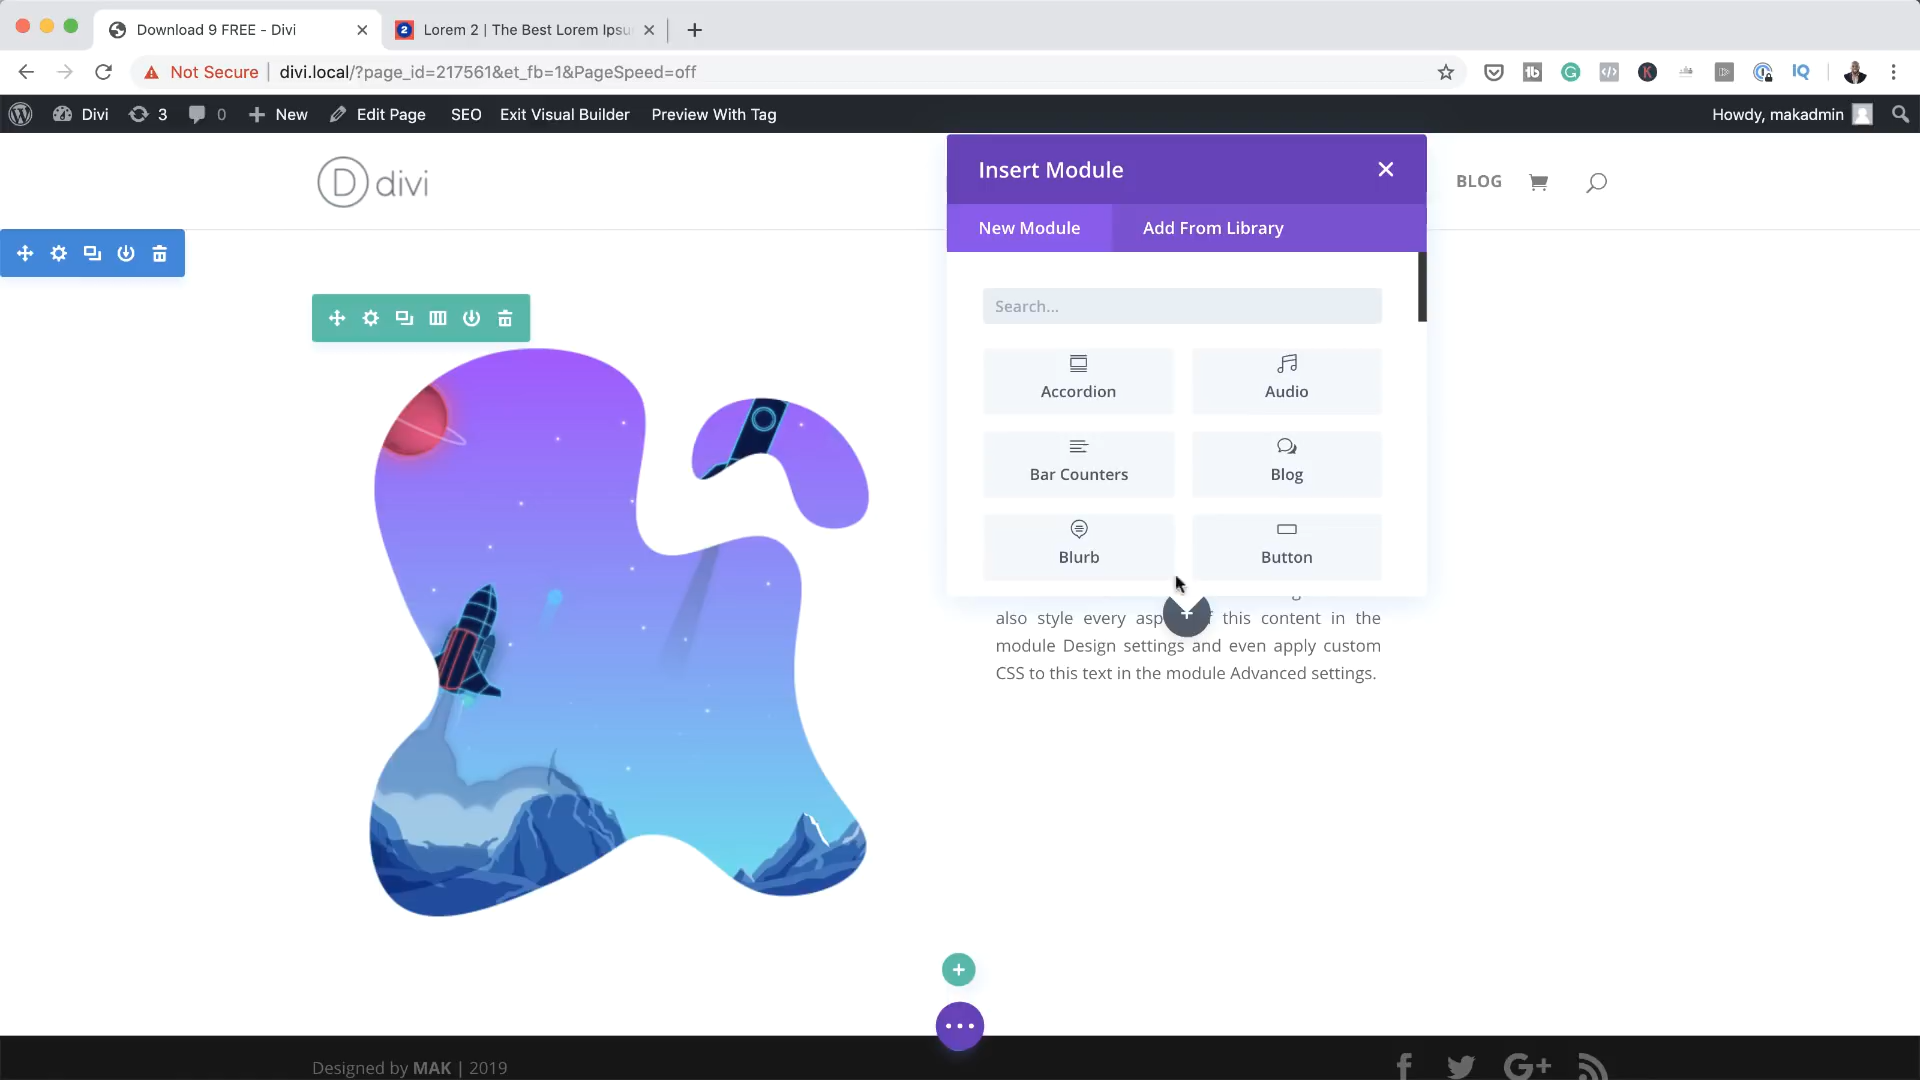 Download 9 FREE - Divi
Lorem 2 | The Best Lorem Ipsu
Not Secure
divi.local/?page_id=217561&et_fb=1&PageSpeed=off
Divi
3
0
New
Edit Page
SEO
Exit Visual Builder
Preview With Tag
Howdy, makadmin
D divi
Insert Module
BLOG
New Module
Add From Library
Search...
Accordion
Audio
Bar Counters
Blog
Blurb
Button
also style every this content in the
module Design settings and even apply custom
CSS to this text in the module Advanced settings.
Designed by MAK | 2019